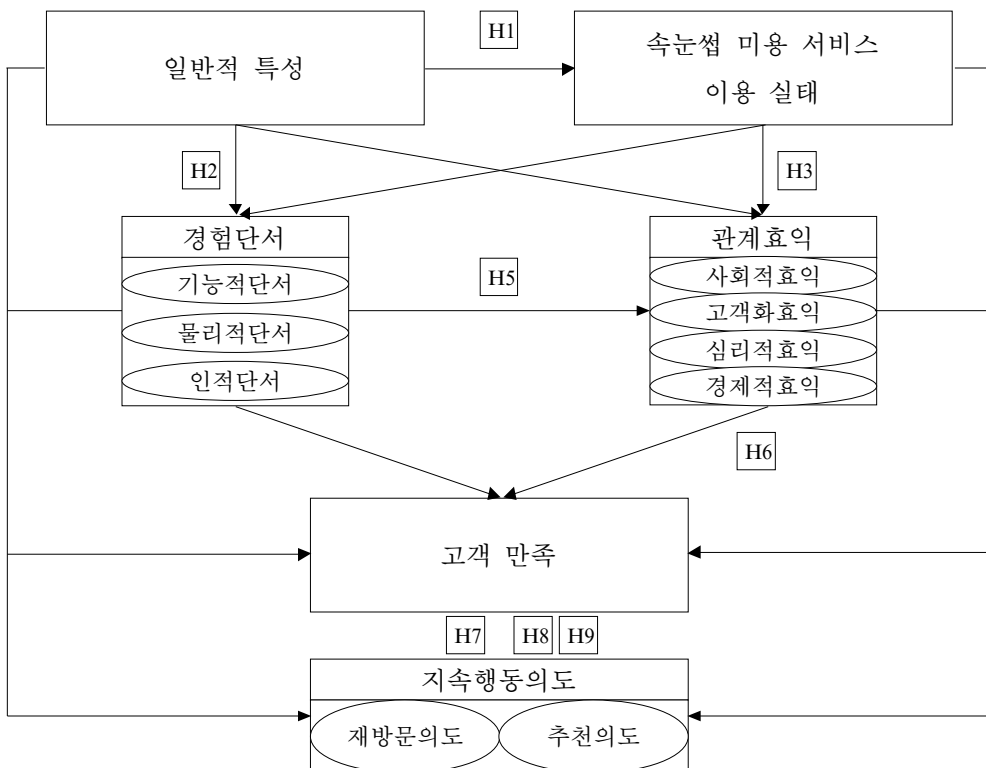 H1
일반적 특성
속눈썹 미용 서비스
이용 실태
H2
H3
경험단서
관계효익
기능적단서
사회적효익
H5
고객화효익
물리적단서
심리적효익
인적단서
경제적효익
H6
고객 만족
H7
H8
H9
지속행동의도
재방문의도
추천의도